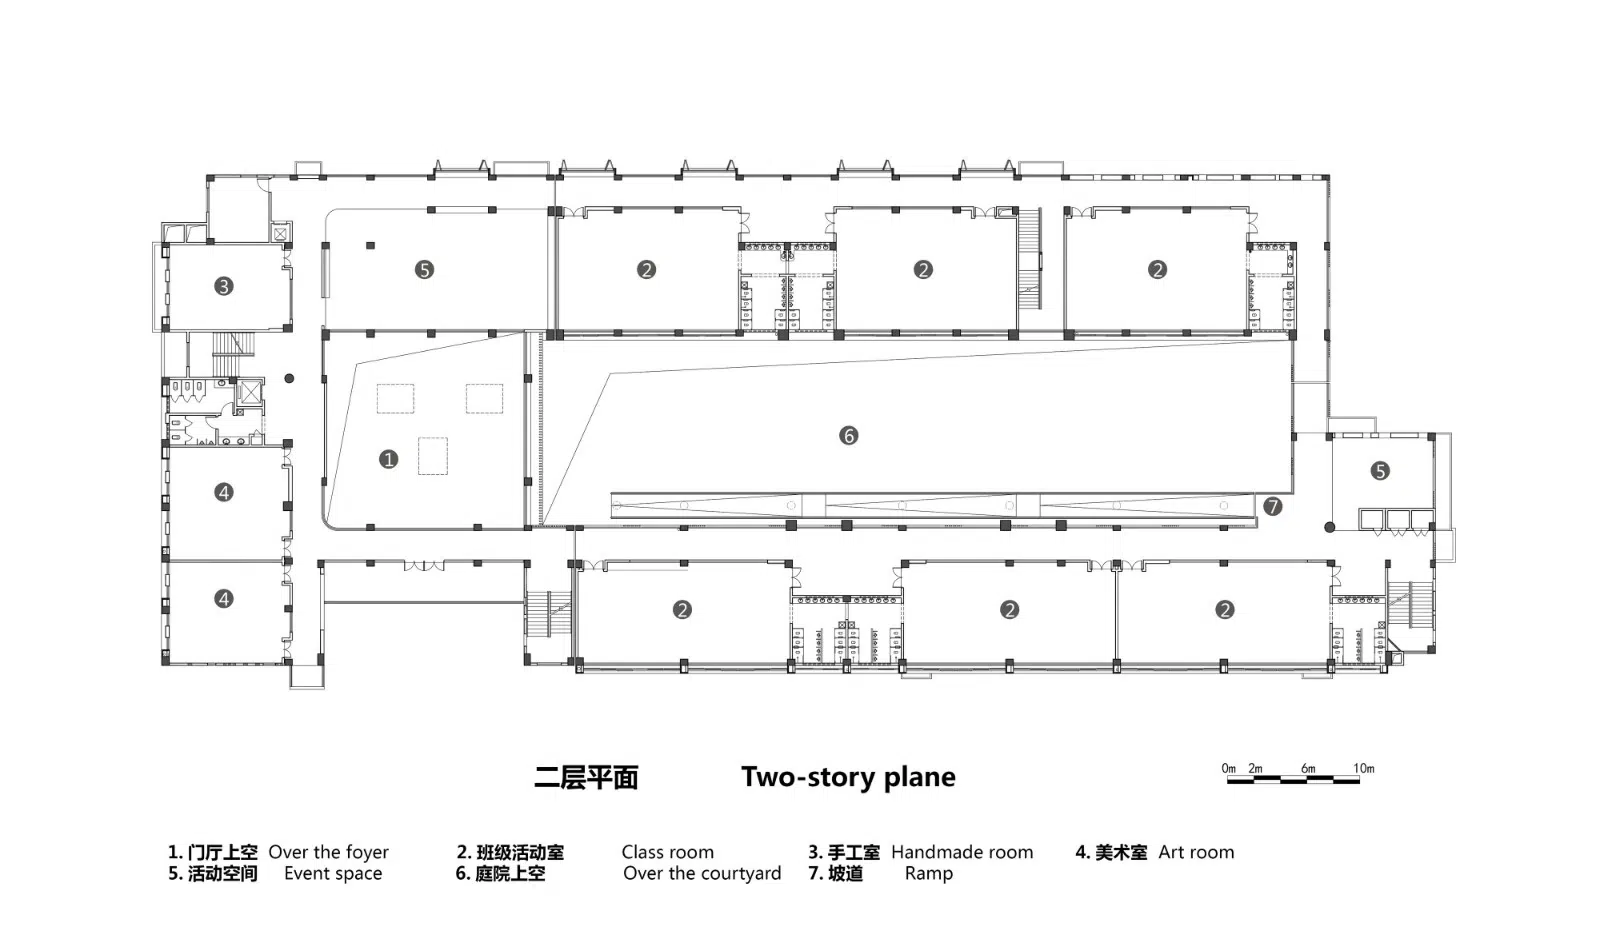 5 2 2 2
3
6
1
4
5
7
4 2 2 2
二层平面 Two-story plane
0m 2m 6m 10m
1. 门厅上空 Over the foyer 2. 班级活动室 Class room 3. 手工室 Handmade room 4. 美术室 Art room
5. 活动空间 Event space 6. 庭院上空 Over the courtyard 7. 坡道 Ramp